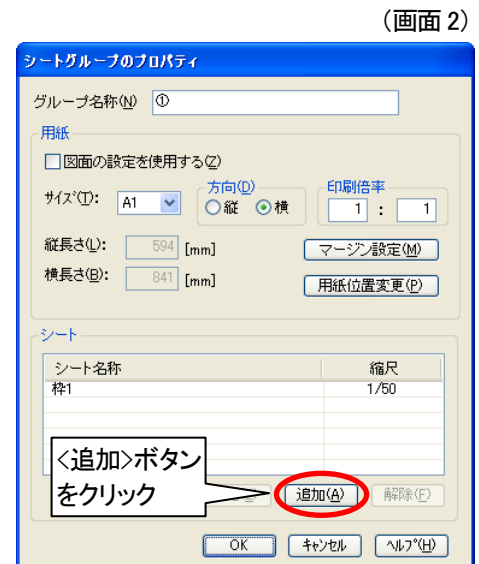 (画面 2)
シートグループのプロパティ
グループ名称(N) ①
用紙
図面の設定を使用する(Z)
サイズ(T): A1 方向(D) 縦 横 印刷倍率 1 : 1
縦長さ(L): 594 [mm] マージン設定(M)
横長さ(B): 841 [mm] 用紙位置変更(P)
シート
シート名称 縮尺
枠1 1/50
<追加>ボタン
をクリック
追加(A) 解除(F)
OK キャンセル ヘルプ(H)